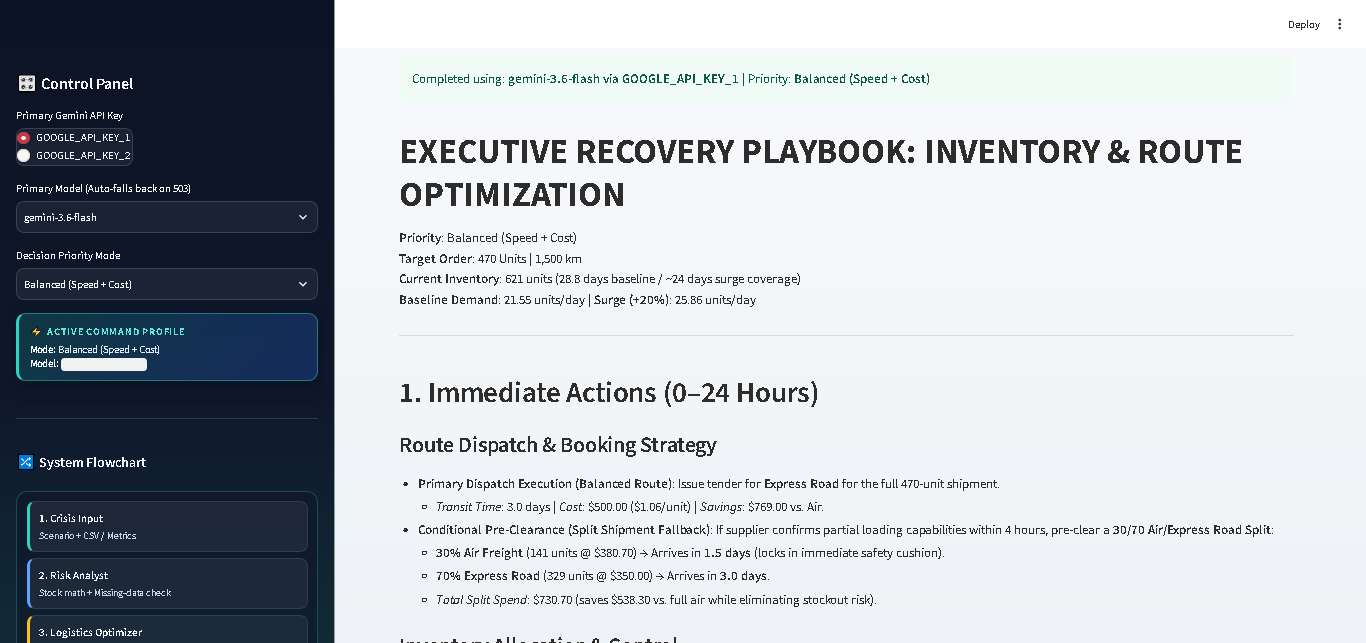 Deploy
Control Panel
Primary Gemini API Key
GOOGLE_API_KEY_1
GOOGLE_API_KEY_2
Primary Model (Auto-falls back on 503)
gemini-3.6-flash
Decision Priority Mode
Balanced (Speed + Cost)
⚡ ACTIVE COMMAND PROFILE
Mode: Balanced (Speed + Cost)
Model:
System Flowchart
1. Crisis Input
Scenario + CSV / Metrics
2. Risk Analyst
Stock math + Missing-data check
3. Logistics Optimizer
Completed using: gemini-3.6-flash via GOOGLE_API_KEY_1 | Priority: Balanced (Speed + Cost)
EXECUTIVE RECOVERY PLAYBOOK: INVENTORY & ROUTE
OPTIMIZATION
Priority: Balanced (Speed + Cost)
Target Order: 470 Units | 1,500 km
Current Inventory: 621 units (28.8 days baseline / ~24 days surge coverage)
Baseline Demand: 21.55 units/day | Surge (+20%): 25.86 units/day
1. Immediate Actions (0–24 Hours)
Route Dispatch & Booking Strategy
• Primary Dispatch Execution (Balanced Route): Issue tender for Express Road for the full 470-unit shipment.
◦ Transit Time: 3.0 days | Cost: $500.00 ($1.06/unit) | Savings: $769.00 vs. Air.
• Conditional Pre-Clearance (Split Shipment Fallback): If supplier confirms partial loading capabilities within 4 hours, pre-clear a 30/70 Air/Express Road Split:
◦ 30% Air Freight (141 units @ $380.70) → Arrives in 1.5 days (locks in immediate safety cushion).
◦ 70% Express Road (329 units @ $350.00) → Arrives in 3.0 days.
◦ Total Split Spend: $730.70 (saves $538.30 vs. full air while eliminating stockout risk).
Inventory Allocation & Control